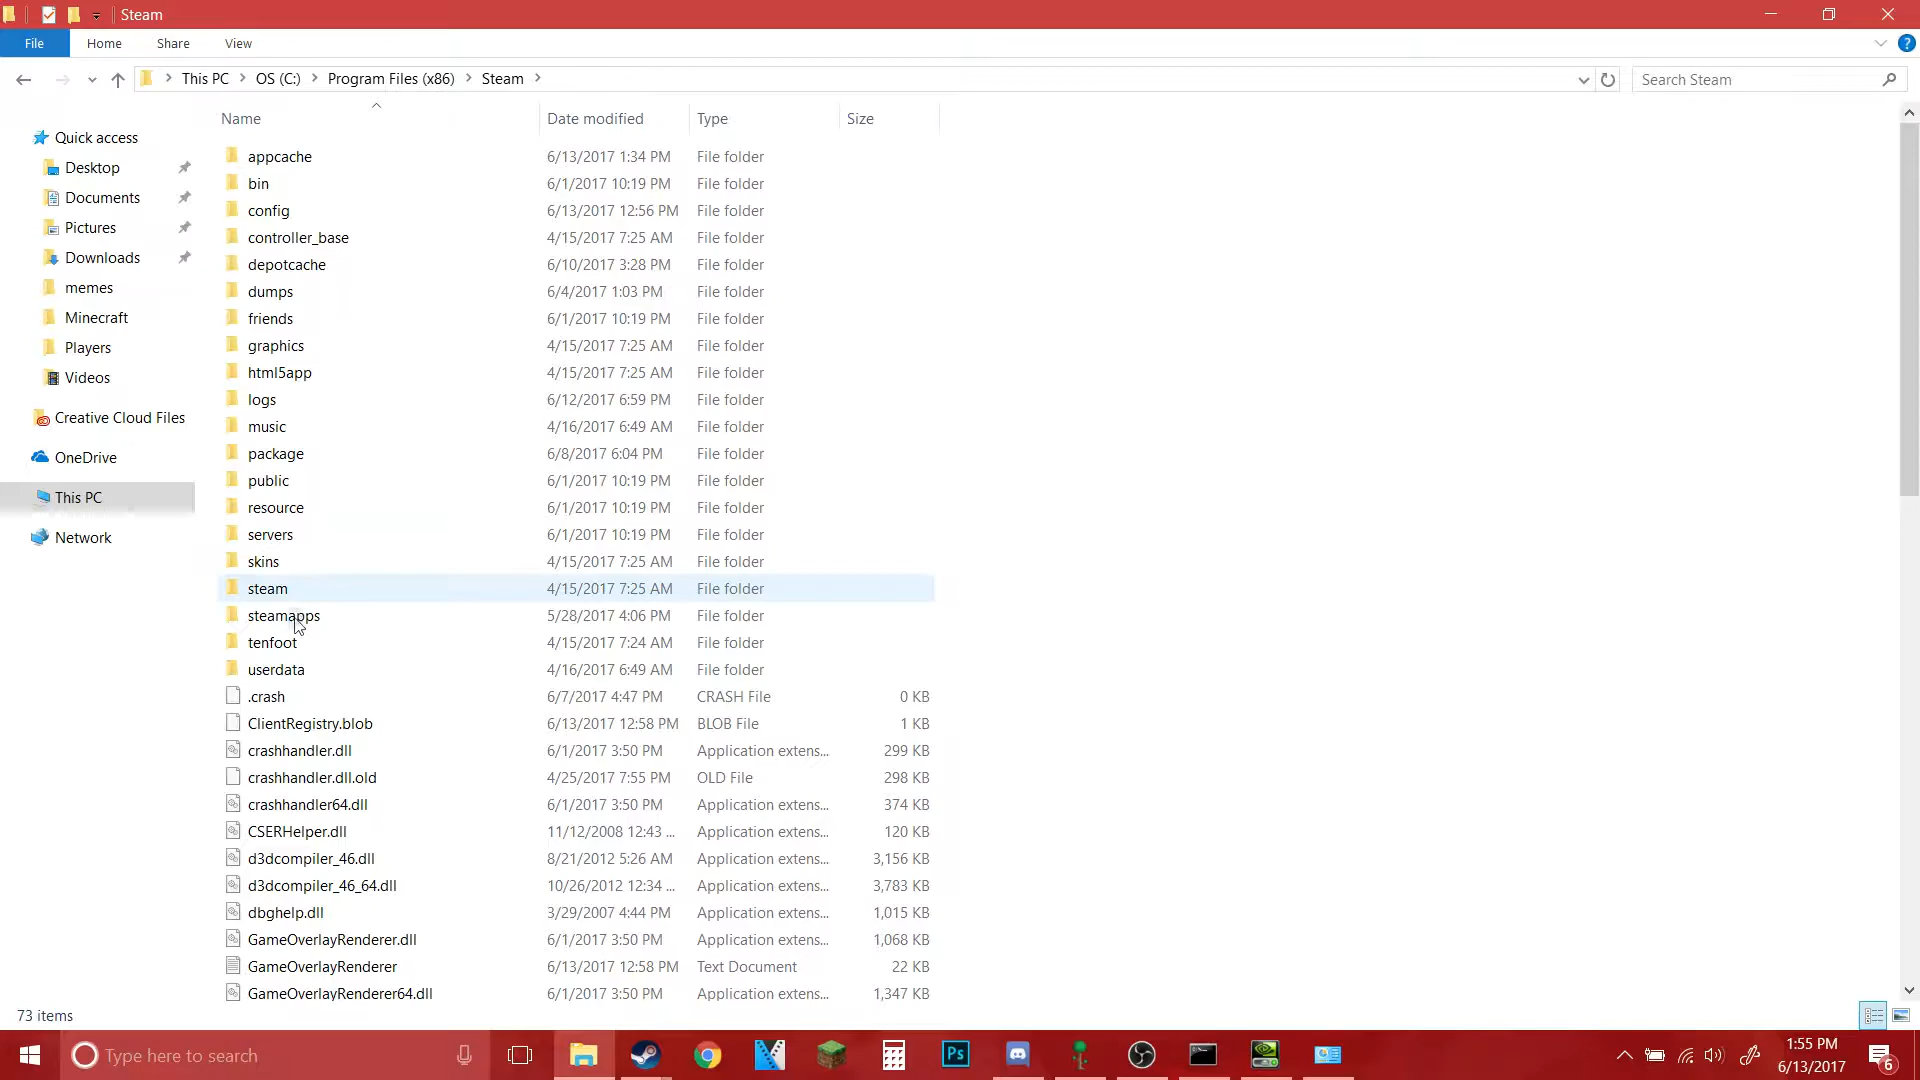 Steam
File Home Share View
This PC OS (C:) Program Files (x86) Steam Search Steam
Name Date modified Type Size
Quick access
Desktop
Documents
Pictures
Downloads
memes
Minecraft
Players
Videos
Creative Cloud Files
OneDrive
This PC
Network
appcache 6/13/2017 1:34 PM File folder
bin 6/1/2017 10:19 PM File folder
config 6/13/2017 12:56 PM File folder
controller_base 4/15/2017 7:25 AM File folder
depotcache 6/10/2017 3:28 PM File folder
dumps 6/4/2017 1:03 PM File folder
friends 6/1/2017 10:19 PM File folder
graphics 4/15/2017 7:25 AM File folder
html5app 4/15/2017 7:25 AM File folder
logs 6/12/2017 6:59 PM File folder
music 4/16/2017 6:49 AM File folder
package 6/8/2017 6:04 PM File folder
public 6/1/2017 10:19 PM File folder
resource 6/1/2017 10:19 PM File folder
servers 6/1/2017 10:19 PM File folder
skins 4/15/2017 7:25 AM File folder
steam 4/15/2017 7:25 AM File folder
steamapps 5/28/2017 4:06 PM File folder
tenfoot 4/15/2017 7:24 AM File folder
userdata 4/16/2017 6:49 AM File folder
.crash 6/7/2017 4:47 PM CRASH File 0 KB
ClientRegistry.blob 6/13/2017 12:58 PM BLOB File 1 KB
crashhandler.dll 6/1/2017 3:50 PM Application extens... 299 KB
crashhandler.dll.old 4/25/2017 7:55 PM OLD File 298 KB
crashhandler64.dll 6/1/2017 3:50 PM Application extens... 374 KB
CSERHelper.dll 11/12/2008 12:43 ... Application extens... 120 KB
d3dcompiler_46.dll 8/21/2012 5:26 AM Application extens... 3,156 KB
d3dcompiler_46_64.dll 10/26/2012 12:34 ... Application extens... 3,783 KB
dbghelp.dll 3/29/2007 4:44 PM Application extens... 1,015 KB
GameOverlayRenderer.dll 6/1/2017 3:50 PM Application extens... 1,068 KB
GameOverlayRenderer 6/13/2017 12:58 PM Text Document 22 KB
GameOverlayRenderer64.dll 6/1/2017 3:50 PM Application extens... 1,347 KB
73 items
Type here to search
Ps
1:55 PM
6/13/2017
6